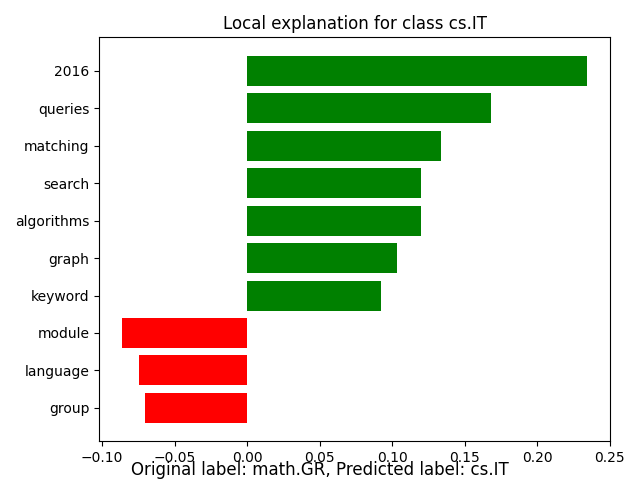 Local explanation for class cs.IT
2016
queries
matching
search
algorithms
graph
keyword
module
language
group
−0.10 −0.05 0.00 0.05 0.10 0.15 0.20 0.25
Original label: math.GR, Predicted label: cs.IT